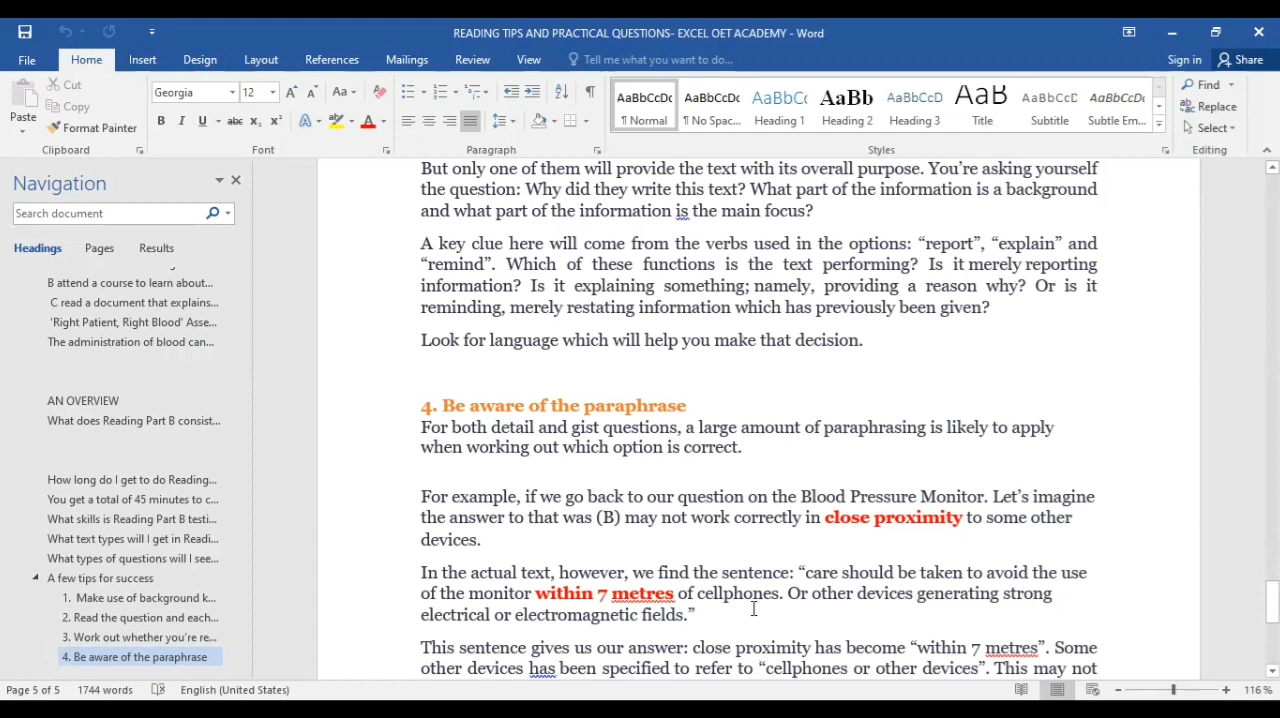 READING TIPS AND PRACTICAL QUESTIONS- EXCEL OET ACADEMY - Word
File Home Insert Design Layout References Mailings Review View Tell me what you want to do... Sign in Share
Cut
Copy
Paste
Format Painter
Clipboard
Georgia 12
Font
Paragraph
AaBbCcDc AaBbCcDc AaBbCc AaBb AaBbCcD AaB AaBbCcD AaBbCcDc
¶ Normal ¶ No Spac... Heading 1 Heading 2 Heading 3 Title Subtitle Subtle Em...
Styles
Find
Replace
Select
Editing
Navigation
Search document
Headings Pages Results
B attend a course to learn about...
C read a document that explains...
'Right Patient, Right Blood' Asse...
The administration of blood can...
AN OVERVIEW
What does Reading Part B consist...
How long do I get to do Reading...
You get a total of 45 minutes to c...
What skills is Reading Part B testi...
What text types will I get in Readi...
What types of questions will I see...
A few tips for success
1. Make use of background k...
2. Read the question and each...
3. Work out whether you're re...
4. Be aware of the paraphrase
But only one of them will provide the text with its overall purpose. You're asking yourself
the question: Why did they write this text? What part of the information is a background
and what part of the information is the main focus?
A key clue here will come from the verbs used in the options: “report”, “explain” and
“remind”. Which of these functions is the text performing? Is it merely reporting
information? Is it explaining something; namely, providing a reason why? Or is it
reminding, merely restating information which has previously been given?
Look for language which will help you make that decision.
4. Be aware of the paraphrase
For both detail and gist questions, a large amount of paraphrasing is likely to apply
when working out which option is correct.
For example, if we go back to our question on the Blood Pressure Monitor. Let's imagine
the answer to that was (B) may not work correctly in close proximity to some other
devices.
In the actual text, however, we find the sentence: “care should be taken to avoid the use
of the monitor within 7 metres of cellphones. Or other devices generating strong
electrical or electromagnetic fields.”
This sentence gives us our answer: close proximity has become “within 7 metres”. Some
other devices has been specified to refer to “cellphones or other devices”. This may not
Page 5 of 5 1744 words English (United States) 116 %